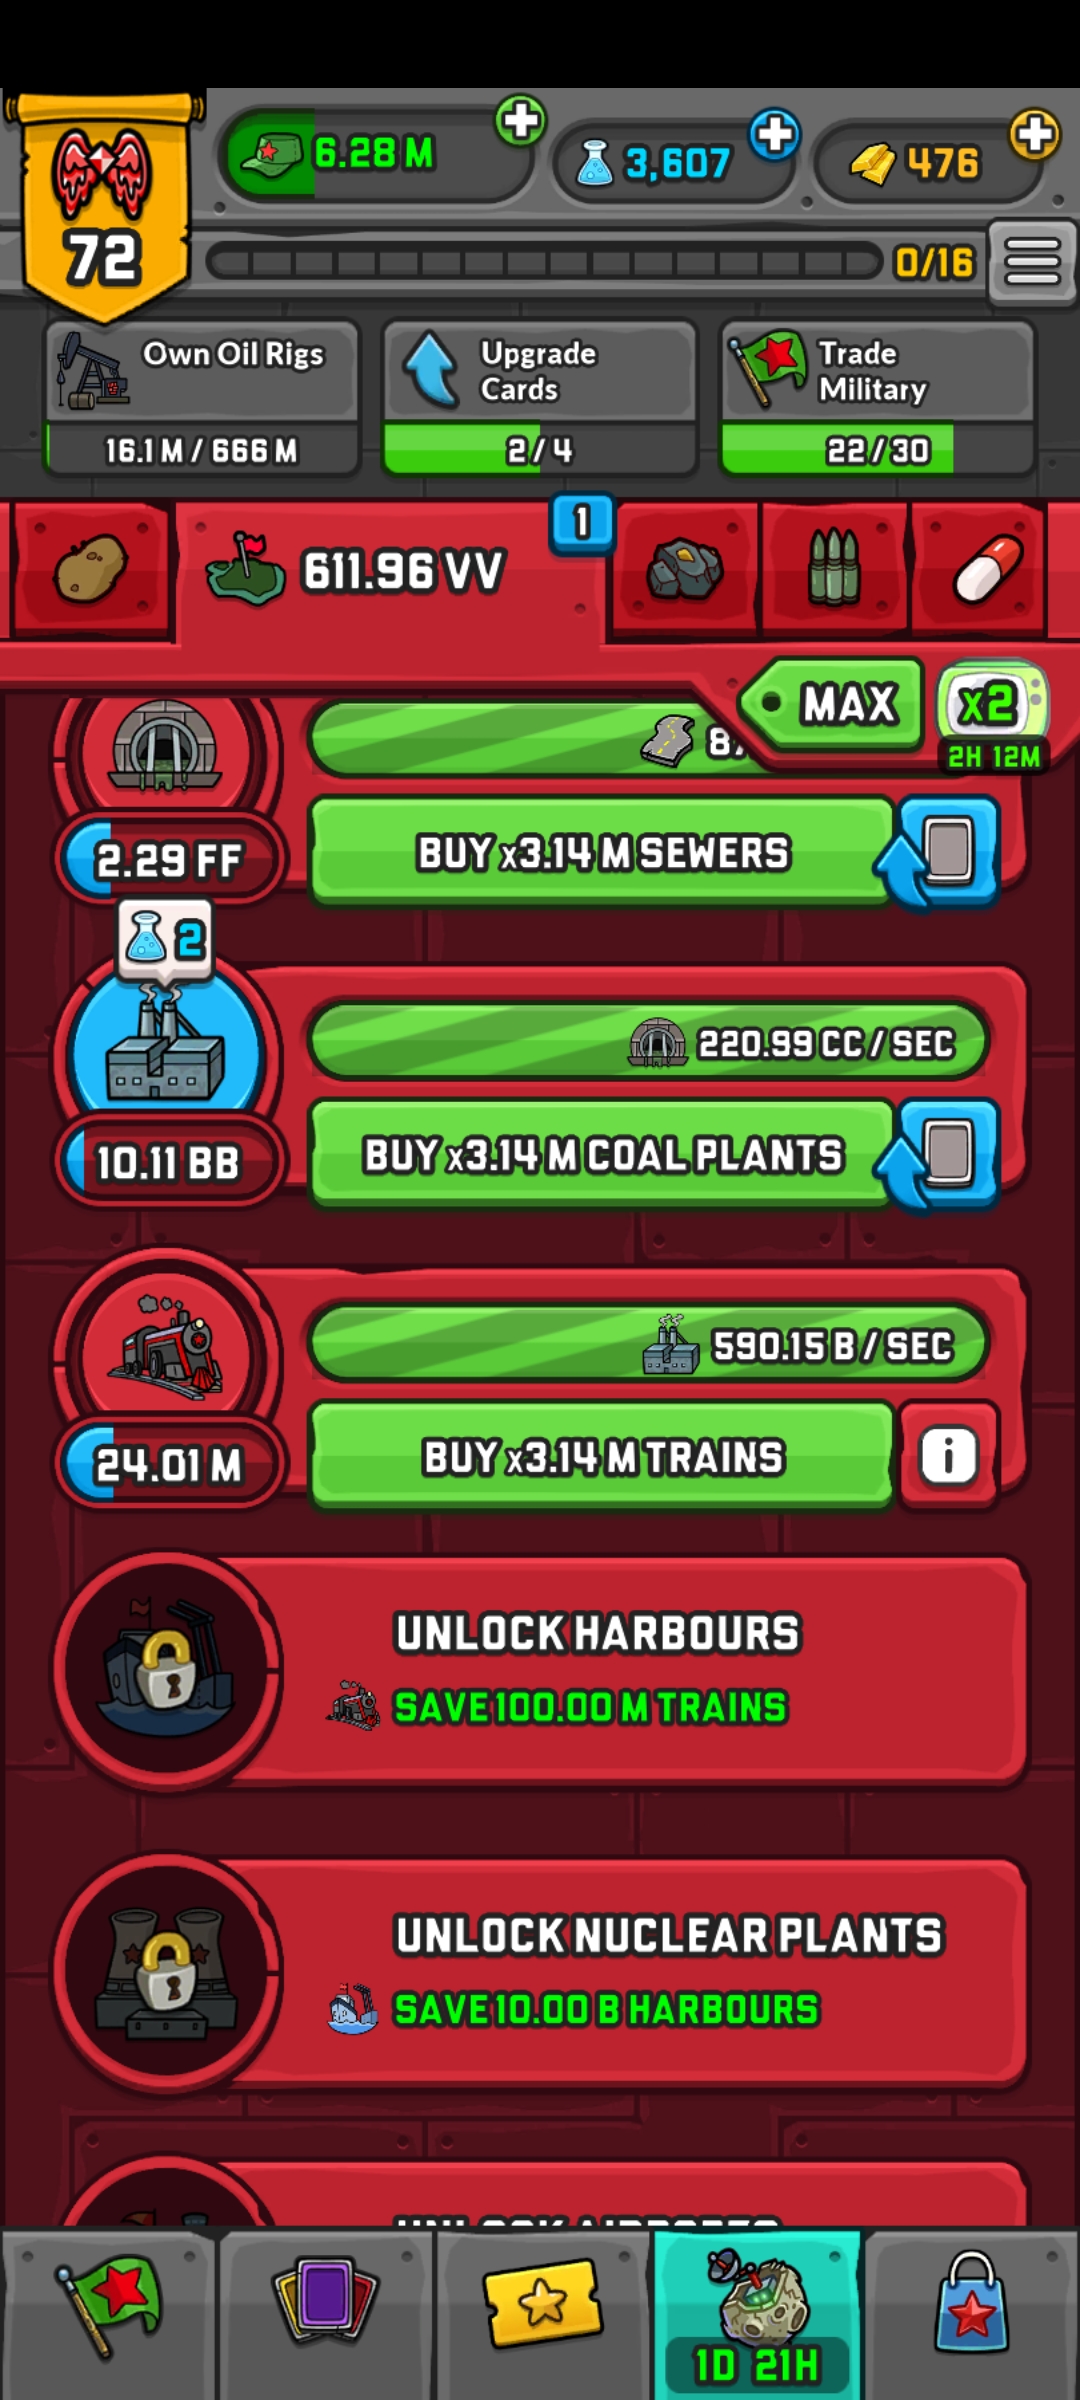 6.28 M
3,607
476
72
0/16
Own Oil Rigs
16.1 M / 666 M
Upgrade
Cards
2 / 4
Trade
Military
22 / 30
611.96 VV
1
MAX
x2
2H 12M
2.29 FF
BUY x3.14 M SEWERS
2
220.99 CC / SEC
10.11 BB
BUY x3.14 M COAL PLANTS
590.15 B / SEC
24.01 M
BUY x3.14 M TRAINS
i
UNLOCK HARBOURS
SAVE 100.00 M TRAINS
UNLOCK NUCLEAR PLANTS
SAVE 10.00 B HARBOURS
1D 21H